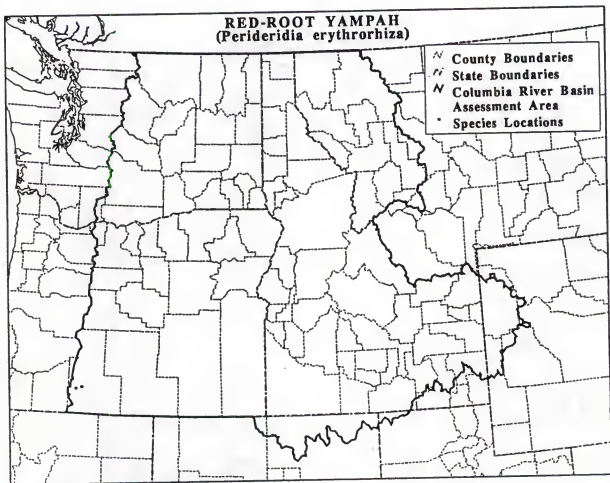 RED-ROOT YAMPAH
(Perideridia erythrorhiza)
County Boundaries
State Boundaries
Columbia River Basin
Assessment Area
Species Locations